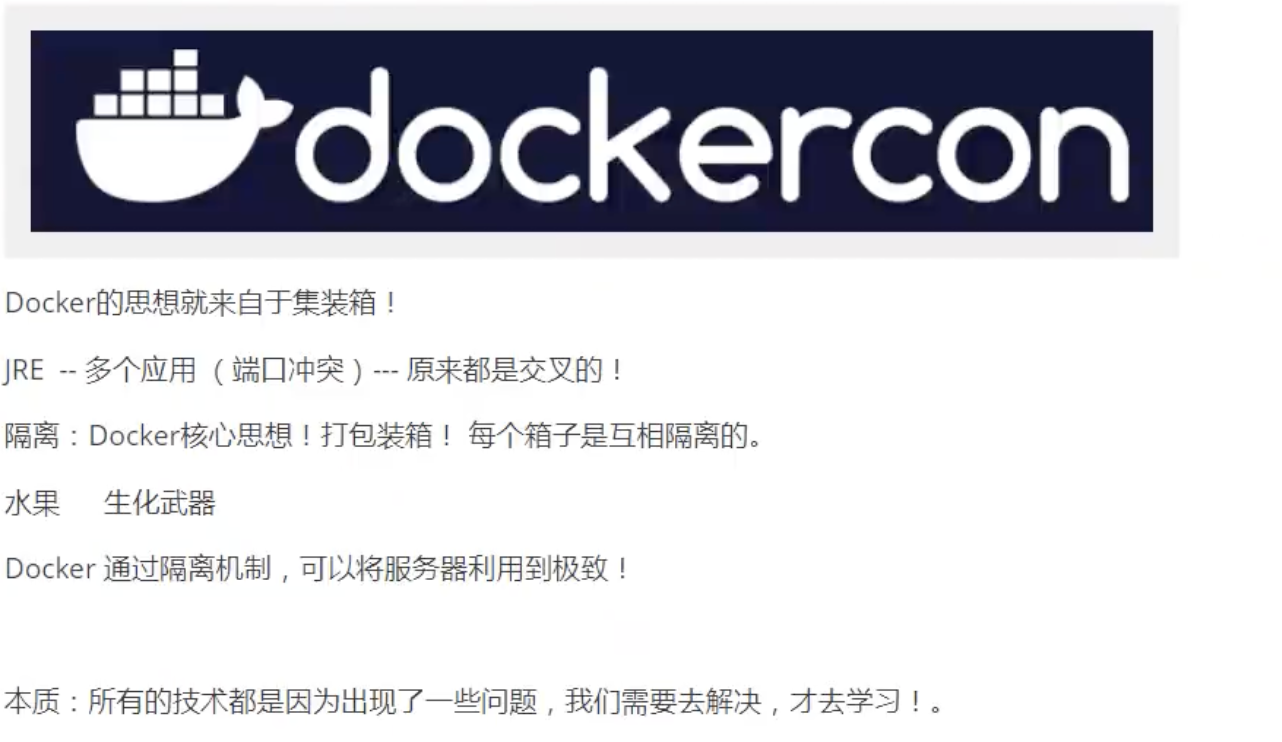 dockercon
Docker的思想就来自于集装箱！
JRE -- 多个应用（端口冲突）--- 原来都是交叉的！
隔离：Docker核心思想！打包装箱！ 每个箱子是互相隔离的。
水果 生化武器
Docker 通过隔离机制，可以将服务器利用到极致！
本质：所有的技术都是因为出现了一些问题，我们需要去解决，才去学习！。